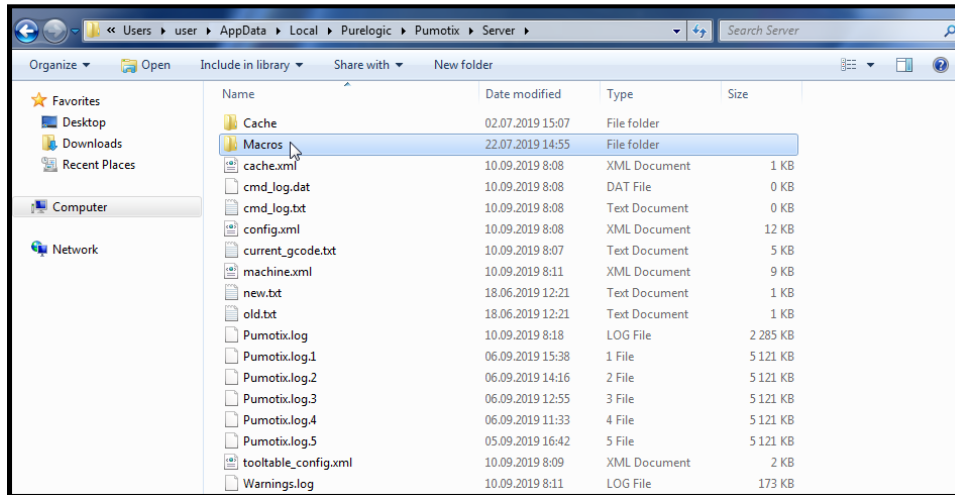 « Users ▸ user ▸ AppData ▸ Local ▸ Purelogic ▸ Pumotix ▸ Server ▸ Search Server
Organize Open Include in library Share with New folder
Favorites
Desktop
Downloads
Recent Places
Computer
Network
Name Date modified Type Size
Cache 02.07.2019 15:07 File folder
Macros 22.07.2019 14:55 File folder
cache.xml 10.09.2019 8:08 XML Document 1 KB
cmd_log.dat 10.09.2019 8:08 DAT File 0 KB
cmd_log.txt 10.09.2019 8:08 Text Document 0 KB
config.xml 10.09.2019 8:08 XML Document 12 KB
current_gcode.txt 10.09.2019 8:07 Text Document 5 KB
machine.xml 10.09.2019 8:11 XML Document 9 KB
new.txt 18.06.2019 12:21 Text Document 1 KB
old.txt 18.06.2019 12:21 Text Document 1 KB
Pumotix.log 10.09.2019 8:18 LOG File 2 285 KB
Pumotix.log.1 06.09.2019 15:38 1 File 5 121 KB
Pumotix.log.2 06.09.2019 14:16 2 File 5 121 KB
Pumotix.log.3 06.09.2019 12:55 3 File 5 121 KB
Pumotix.log.4 06.09.2019 11:33 4 File 5 121 KB
Pumotix.log.5 05.09.2019 16:42 5 File 5 121 KB
tooltable_config.xml 10.09.2019 8:09 XML Document 2 KB
Warnings.log 10.09.2019 8:11 LOG File 173 KB